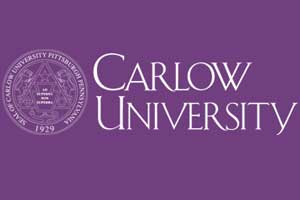 SEAL OF CARLOW UNIVERSITY PITTSBURGH PENNSYLVANIA
1929
CARLOW
UNIVERSITY